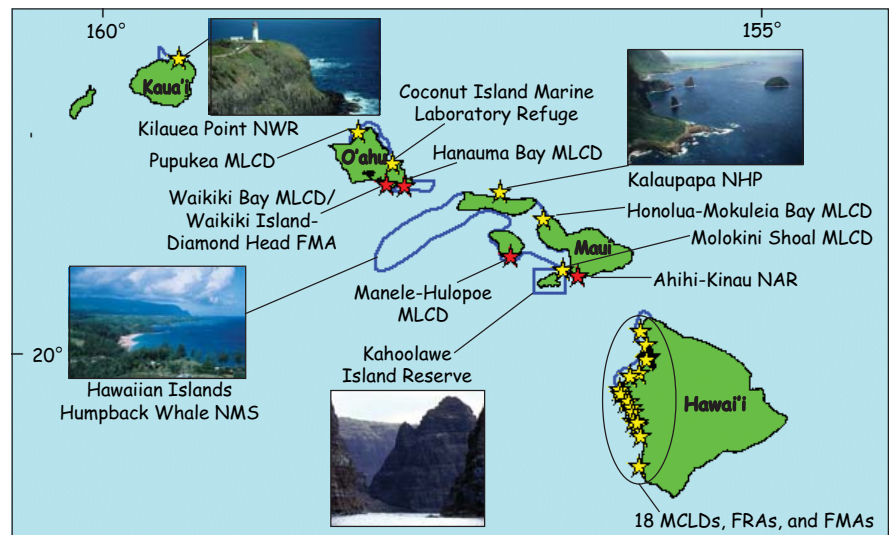 160°
155°
Kaua'i
Kilauea Point NWR
Coconut Island Marine
Laboratory Refuge
Pupukea MLCD
O'ahu
Hanauma Bay MLCD
Waikiki Bay MLCD/
Waikiki Island-
Diamond Head FMA
Kalaupapa NHP
Honolua-Mokuleia Bay MLCD
Maui
Molokini Shoal MLCD
Ahihi-Kinau NAR
Manele-Hulopoe
MLCD
Kahoolawe
Island Reserve
20°
Hawaiian Islands
Humpback Whale NMS
Hawai'i
18 MCLDs, FRAs, and FMAs